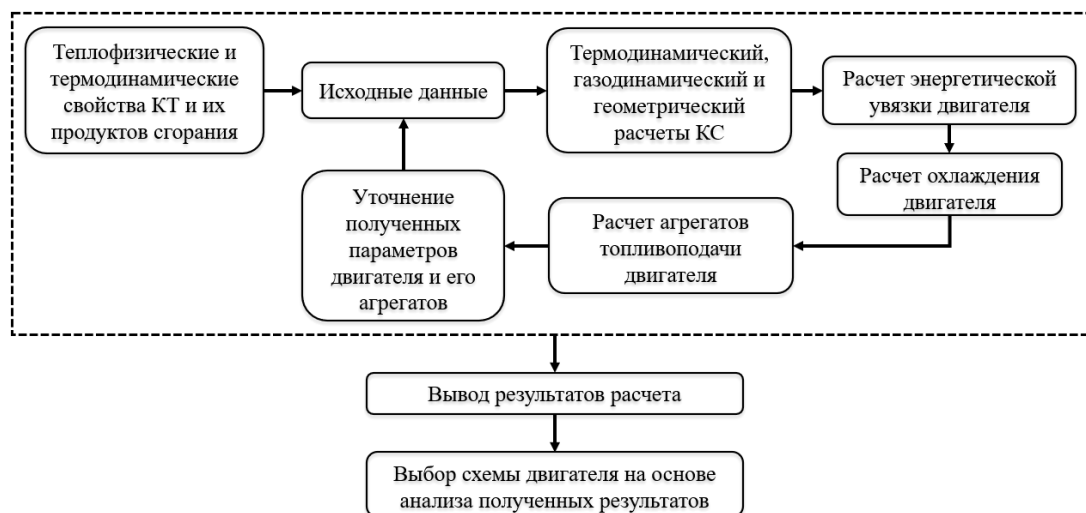 Теплофизические и
термодинамические
свойства КТ и их
продуктов сгорания
Исходные данные
Термодинамический,
газодинамический и
геометрический
расчеты КС
Расчет энергетической
увязки двигателя
Расчет охлаждения
двигателя
Расчет агрегатов
топливоподачи
двигателя
Уточнение
полученных
параметров
двигателя и его
агрегатов
Вывод результатов расчета
Выбор схемы двигателя на основе
анализа полученных результатов